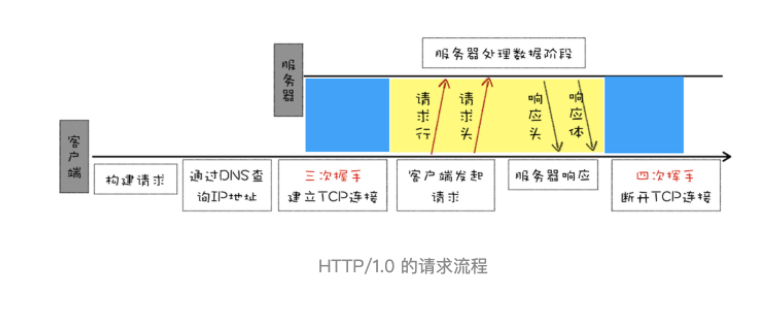 服务器处理数据阶段
服务器
请求行
请求头
响应头
响应体
客户端
构建请求
通过DNS查
询IP地址
三次握手
建立TCP连接
客户端发起
请求
服务器响应
四次挥手
断开TCP连接
HTTP/1.0 的请求流程